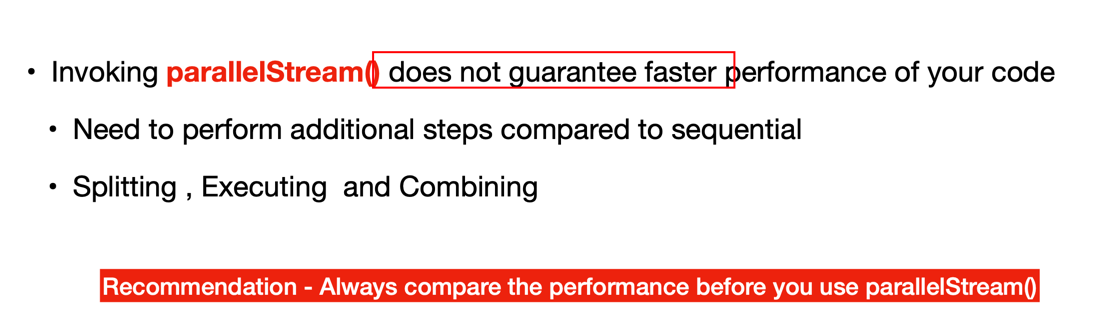 • Invoking parallelStream() does not guarantee faster performance of your code
• Need to perform additional steps compared to sequential
• Splitting , Executing  and Combining
Recommendation - Always compare the performance before you use parallelStream()